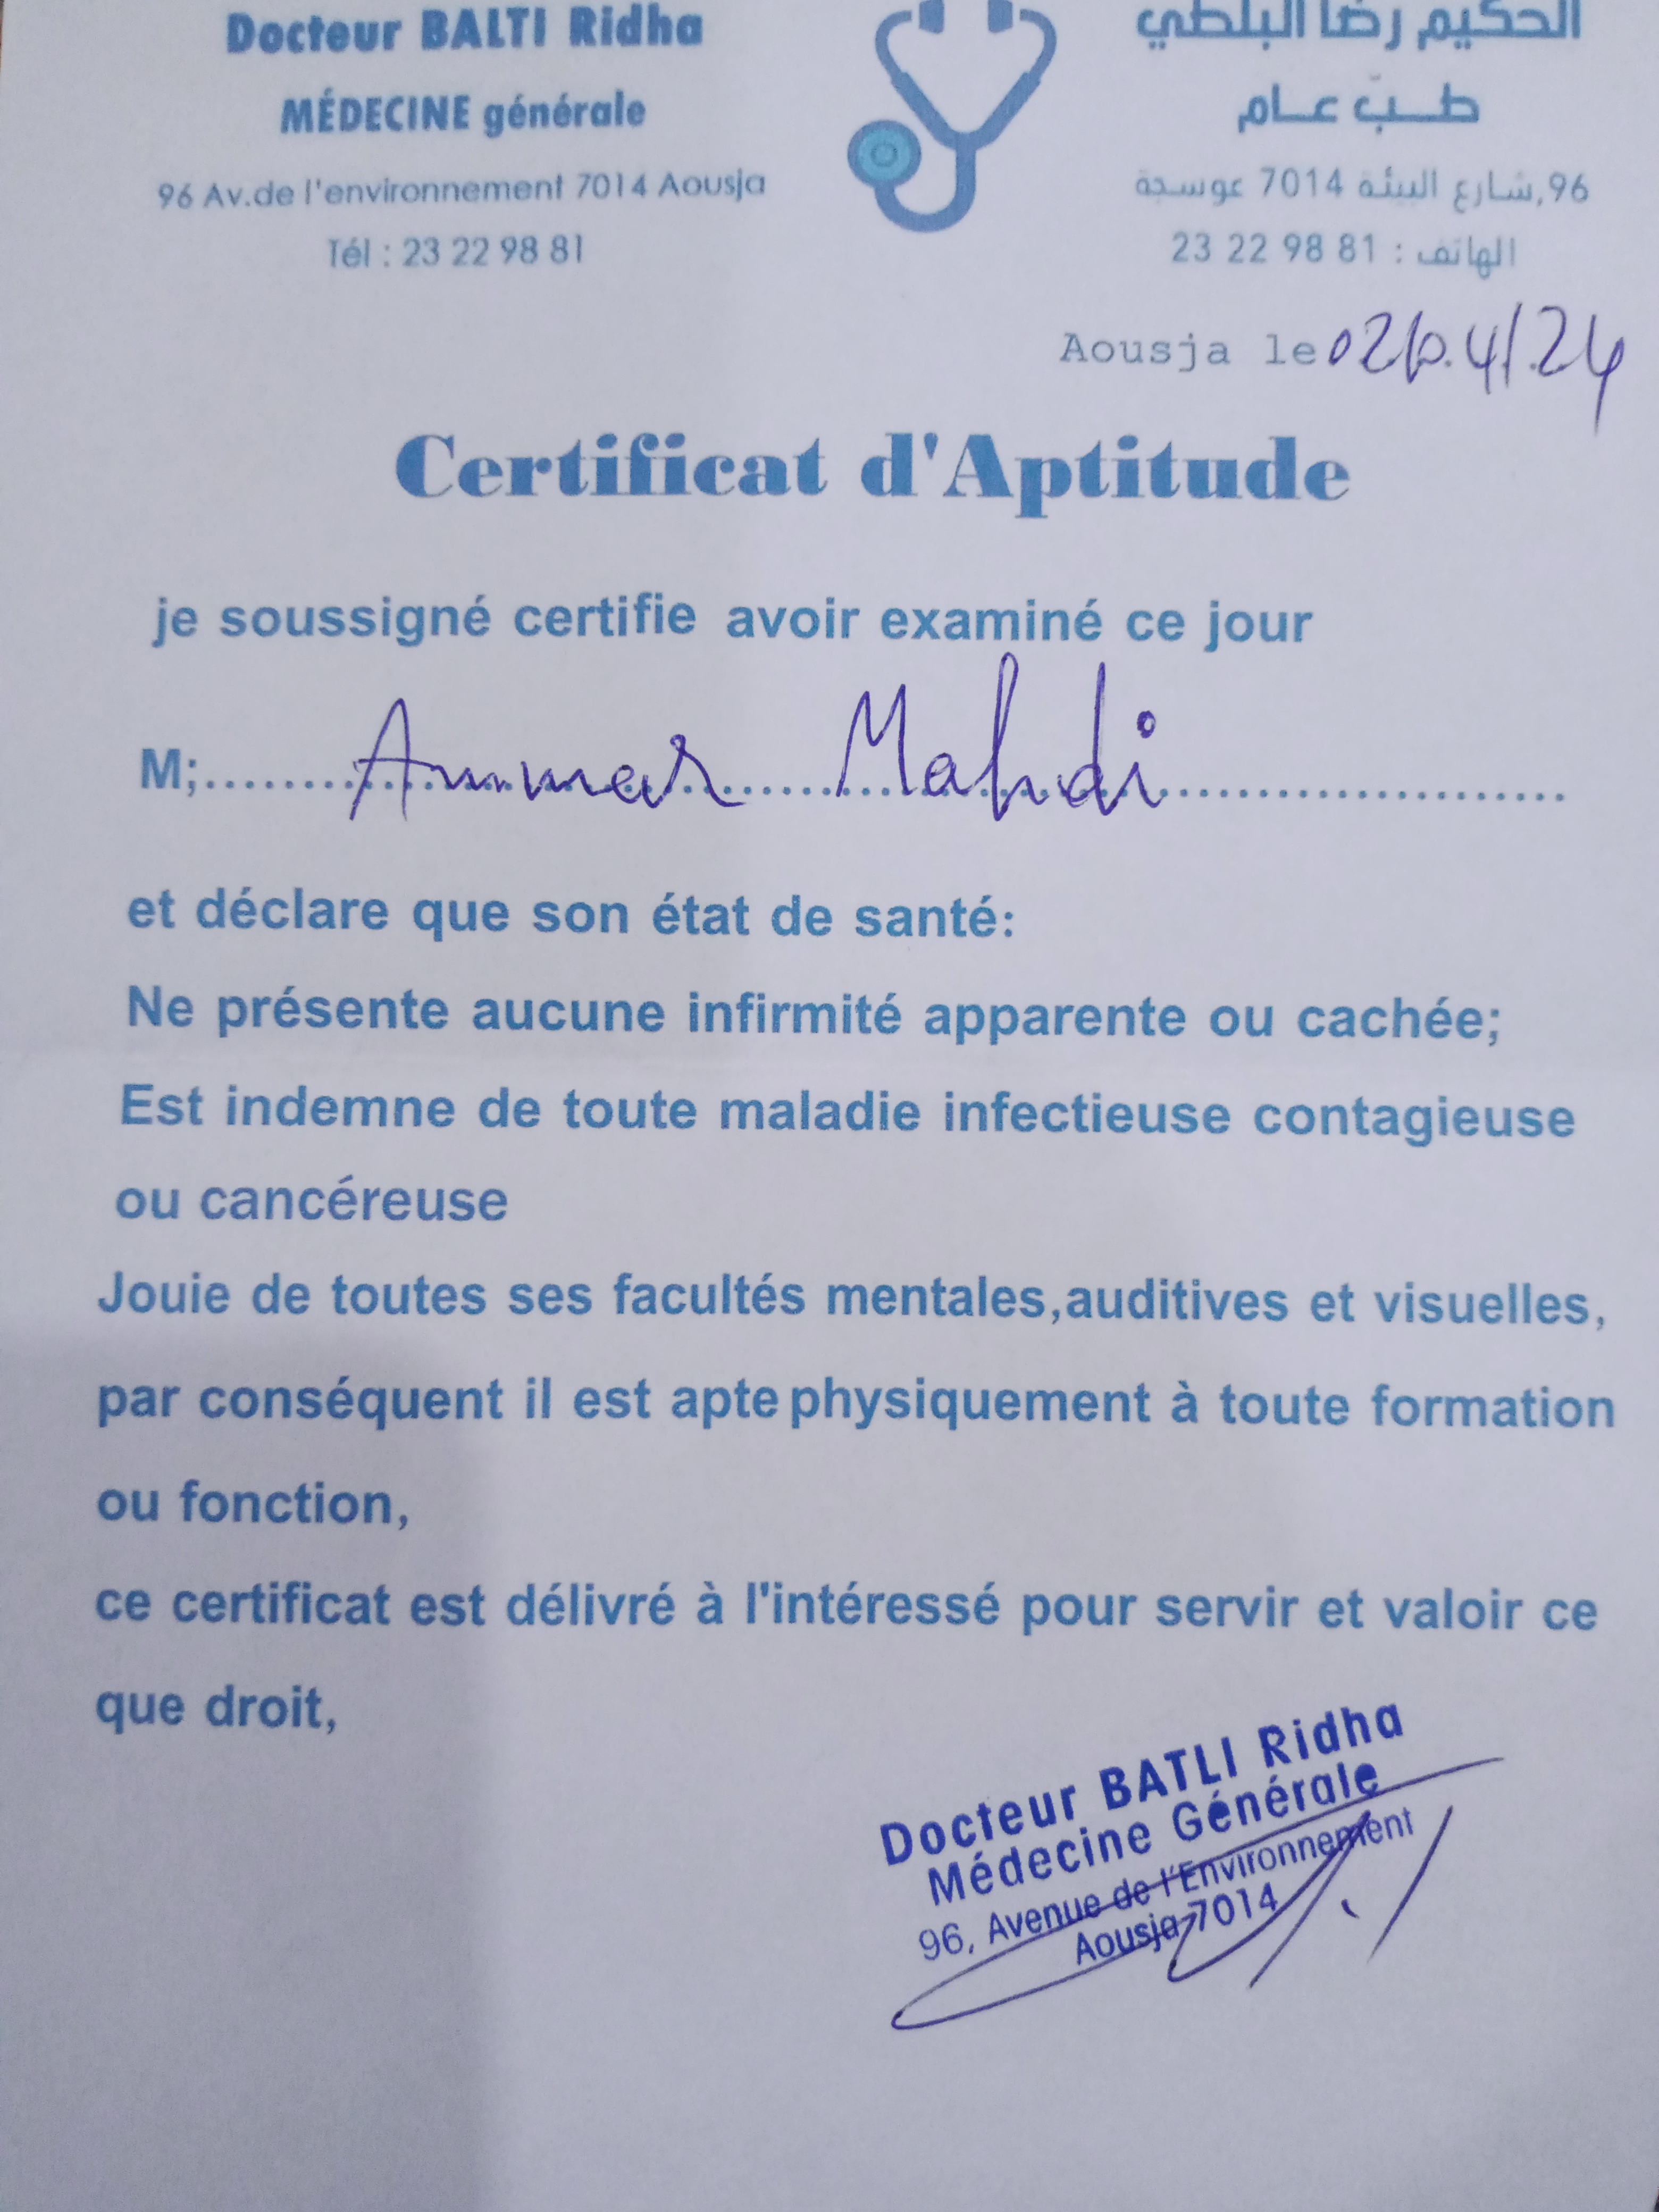 Docteur BALTI Ridha
MÉDECINE générale
96 Av.de l'environnement 7014 Aousja
Tél : 23 22 98 81
الحكيم رضا البلطي
طب عام
96,شارع البيئة 7014 عوسجة
الهاتف : 81 98 22 23
Aousja le 02/04/24
Certificat d'Aptitude
je soussigné certifie avoir examiné ce jour
M;.......Ammar Mahdi.......
et déclare que son état de santé:
Ne présente aucune infirmité apparente ou cachée;
Est indemne de toute maladie infectieuse contagieuse
ou cancéreuse
Jouie de toutes ses facultés mentales,auditives et visuelles,
par conséquent il est apte physiquement à toute formation
ou fonction,
ce certificat est délivré à l'intéressé pour servir et valoir ce
que droit,
Docteur BATLI Ridha
Médecine Générale
96, Avenue de l'Environnement
Aousja 7014